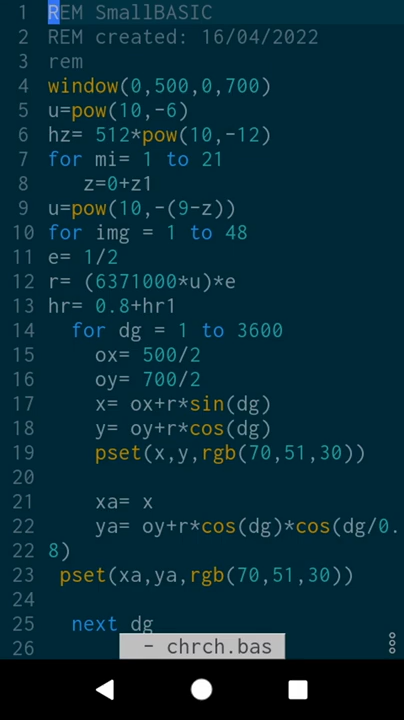 1 REM SmallBASIC
2 REM created: 16/04/2022
3 rem
4 window(0,500,0,700)
5 u=pow(10,-6)
6 hz= 512*pow(10,-12)
7 for mi= 1 to 21
8 z=0+z1
9 u=pow(10,-(9-z))
10 for img = 1 to 48
11 e= 1/2
12 r= (6371000*u)*e
13 hr= 0.8+hr1
14 for dg = 1 to 3600
15 ox= 500/2
16 oy= 700/2
17 x= ox+r*sin(dg)
18 y= oy+r*cos(dg)
19 pset(x,y,rgb(70,51,30))
20
21 xa= x
22 ya= oy+r*cos(dg)*cos(dg/0.
22 8)
23 pset(xa,ya,rgb(70,51,30))
24
25 next dg
26
- chrch.bas